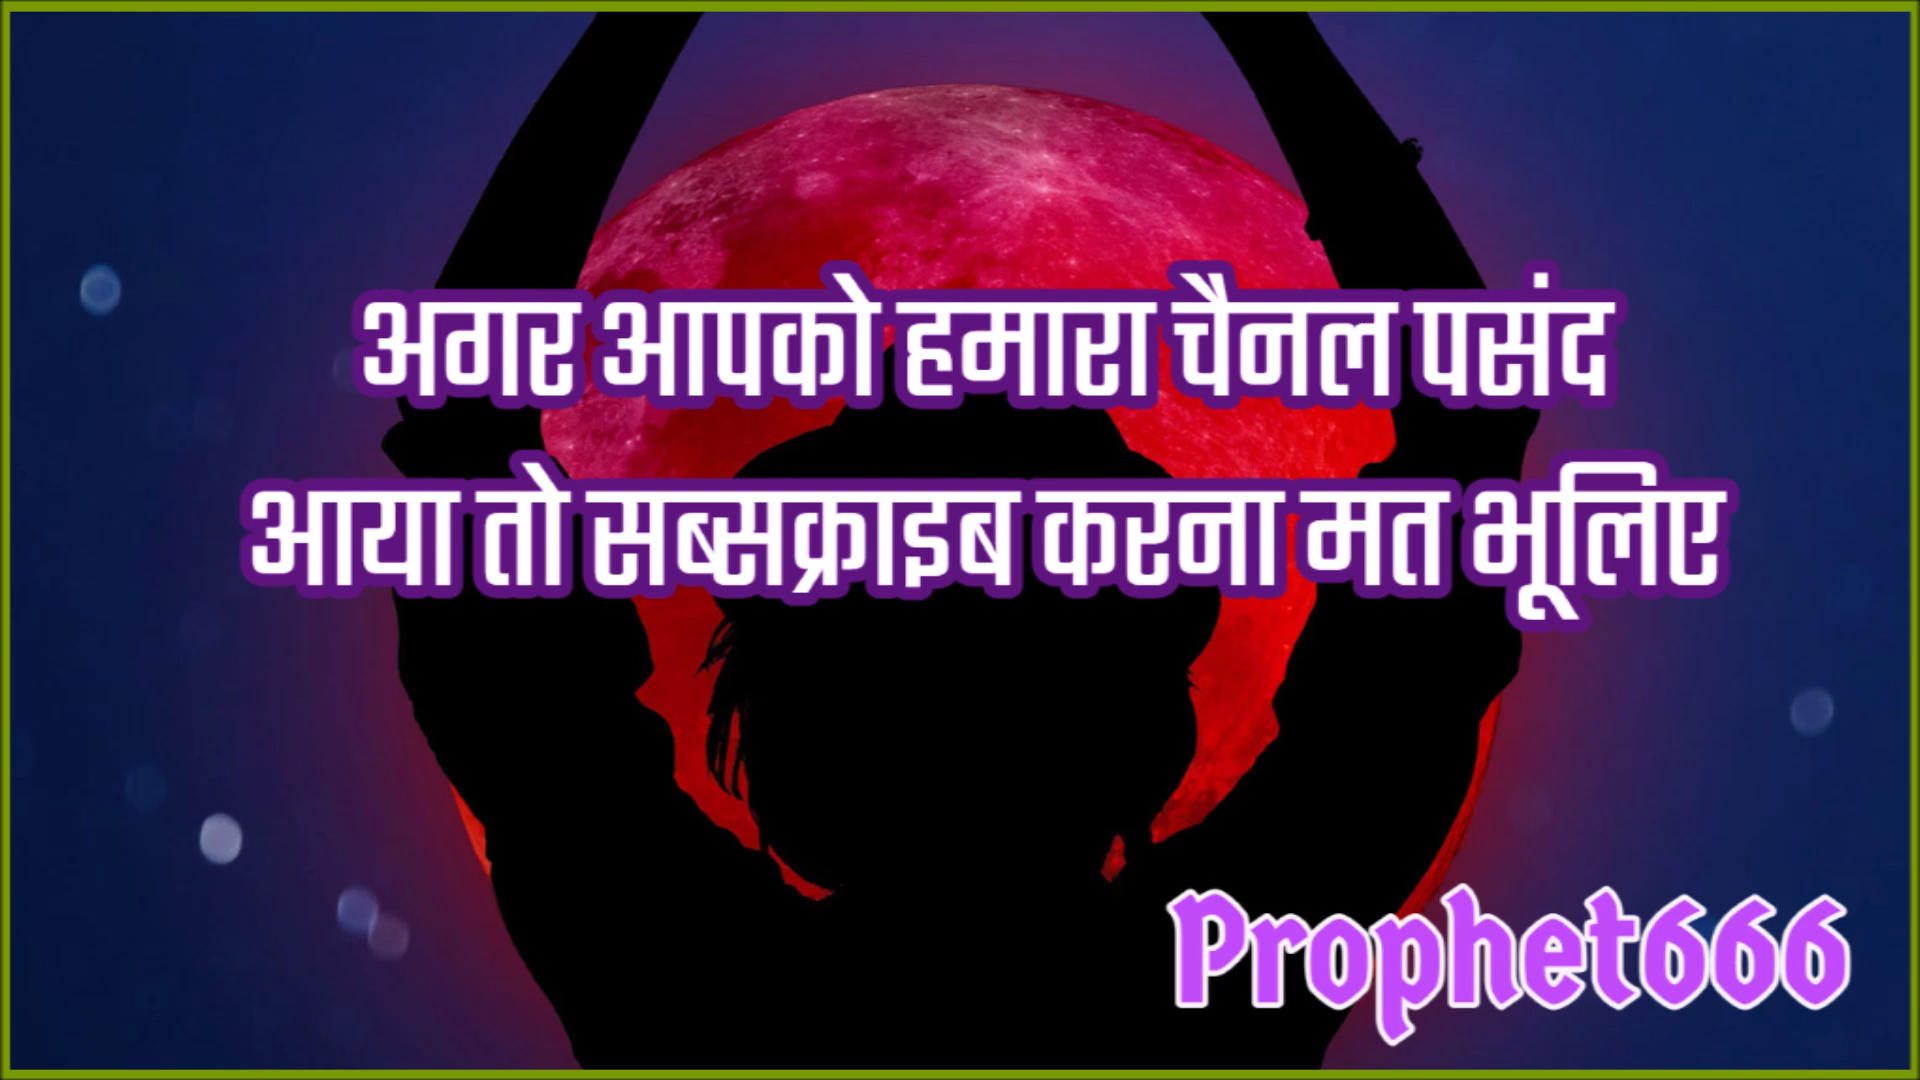 अगर आपको हमारा चैनल पसंद
आया तो सब्सक्राइब करना मत भूलिए
Prophet666